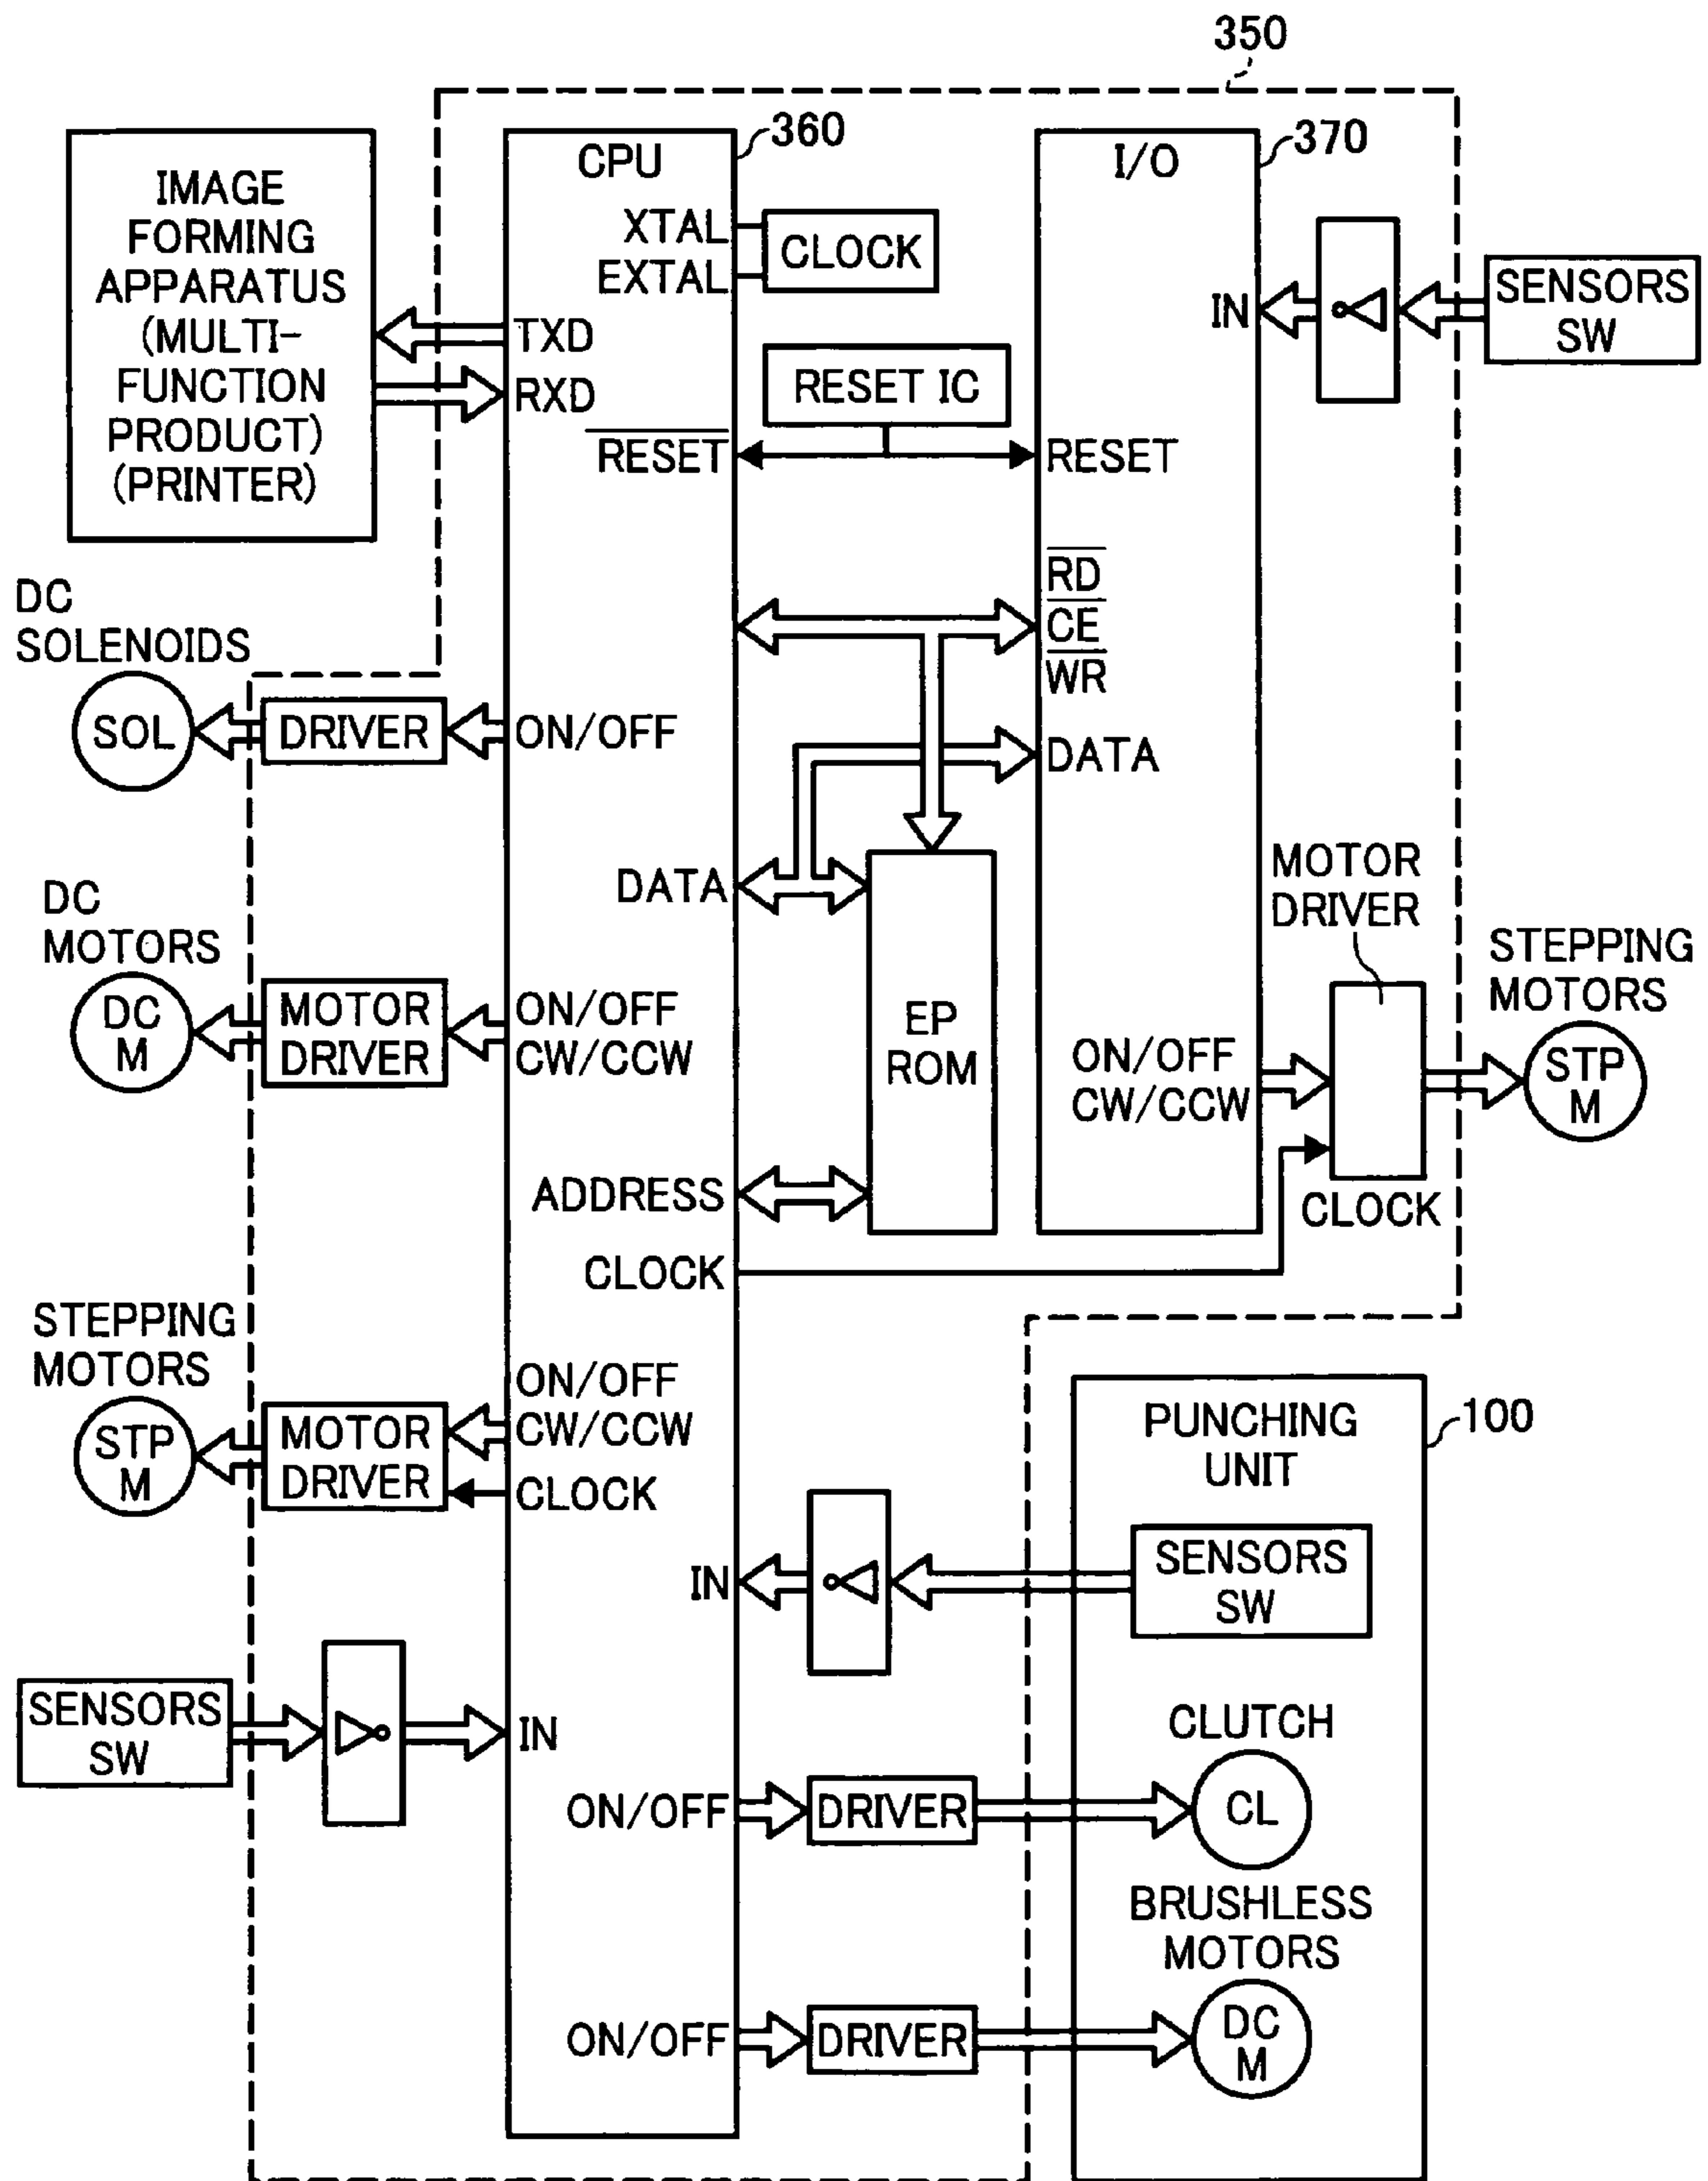 350
IMAGE
FORMING
APPARATUS
(MULTI-
FUNCTION
PRODUCT)
(PRINTER)
CPU
360
XTAL
EXTAL
CLOCK
TXD
RXD
RESET IC
RESET
RESET
I/O
370
IN
SENSORS
SW
RD
CE
WR
DATA
DC
SOLENOIDS
SOL
DRIVER
ON/OFF
DATA
DC
MOTORS
DC
M
MOTOR
DRIVER
ON/OFF
CW/CCW
EP
ROM
ADDRESS
CLOCK
ON/OFF
CW/CCW
MOTOR
DRIVER
CLOCK
STEPPING
MOTORS
STP
M
STEPPING
MOTORS
STP
M
MOTOR
DRIVER
ON/OFF
CW/CCW
CLOCK
PUNCHING
UNIT
100
IN
SENSORS
SW
SENSORS
SW
IN
CLUTCH
ON/OFF
DRIVER
CL
BRUSHLESS
MOTORS
ON/OFF
DRIVER
DC
M